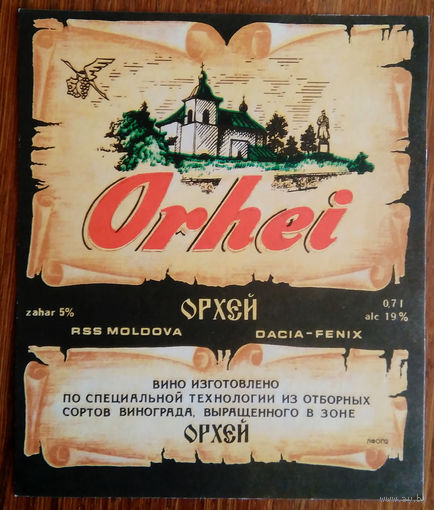 Orhei
zahar 5%
ОРХЕЙ
0,7 l
alc 19%
RSS MOLDOVA
DACIA-FENIX
ВИНО ИЗГОТОВЛЕНО
ПО СПЕЦИАЛЬНОЙ ТЕХНОЛОГИИ ИЗ ОТБОРНЫХ
СОРТОВ ВИНОГРАДА, ВЫРАЩЕННОГО В ЗОНЕ
ОРХЕЙ